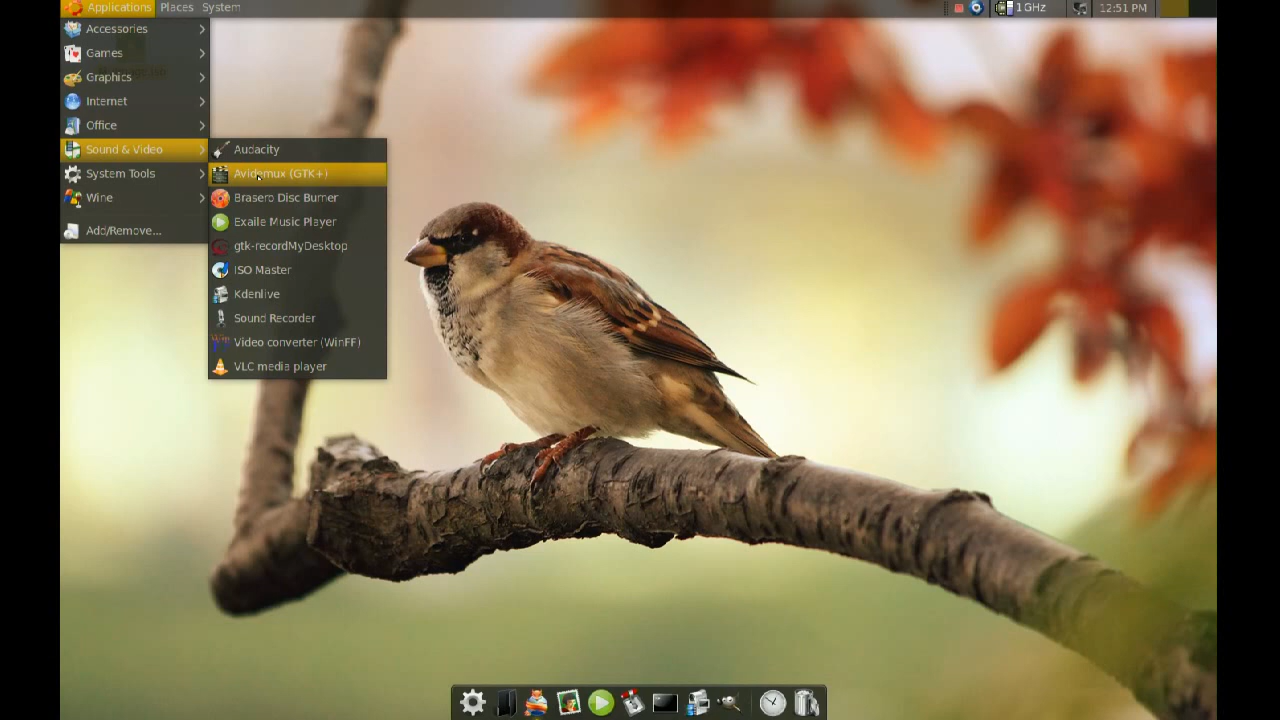 Applications Places System 1 GHz 12:51 PM
Accessories
Games
Graphics
Internet
Office
Sound & Video
System Tools
Wine
Add/Remove...
Audacity
Avidemux (GTK+)
Brasero Disc Burner
Exaile Music Player
gtk-recordMyDesktop
ISO Master
Kdenlive
Sound Recorder
Video converter (WinFF)
VLC media player